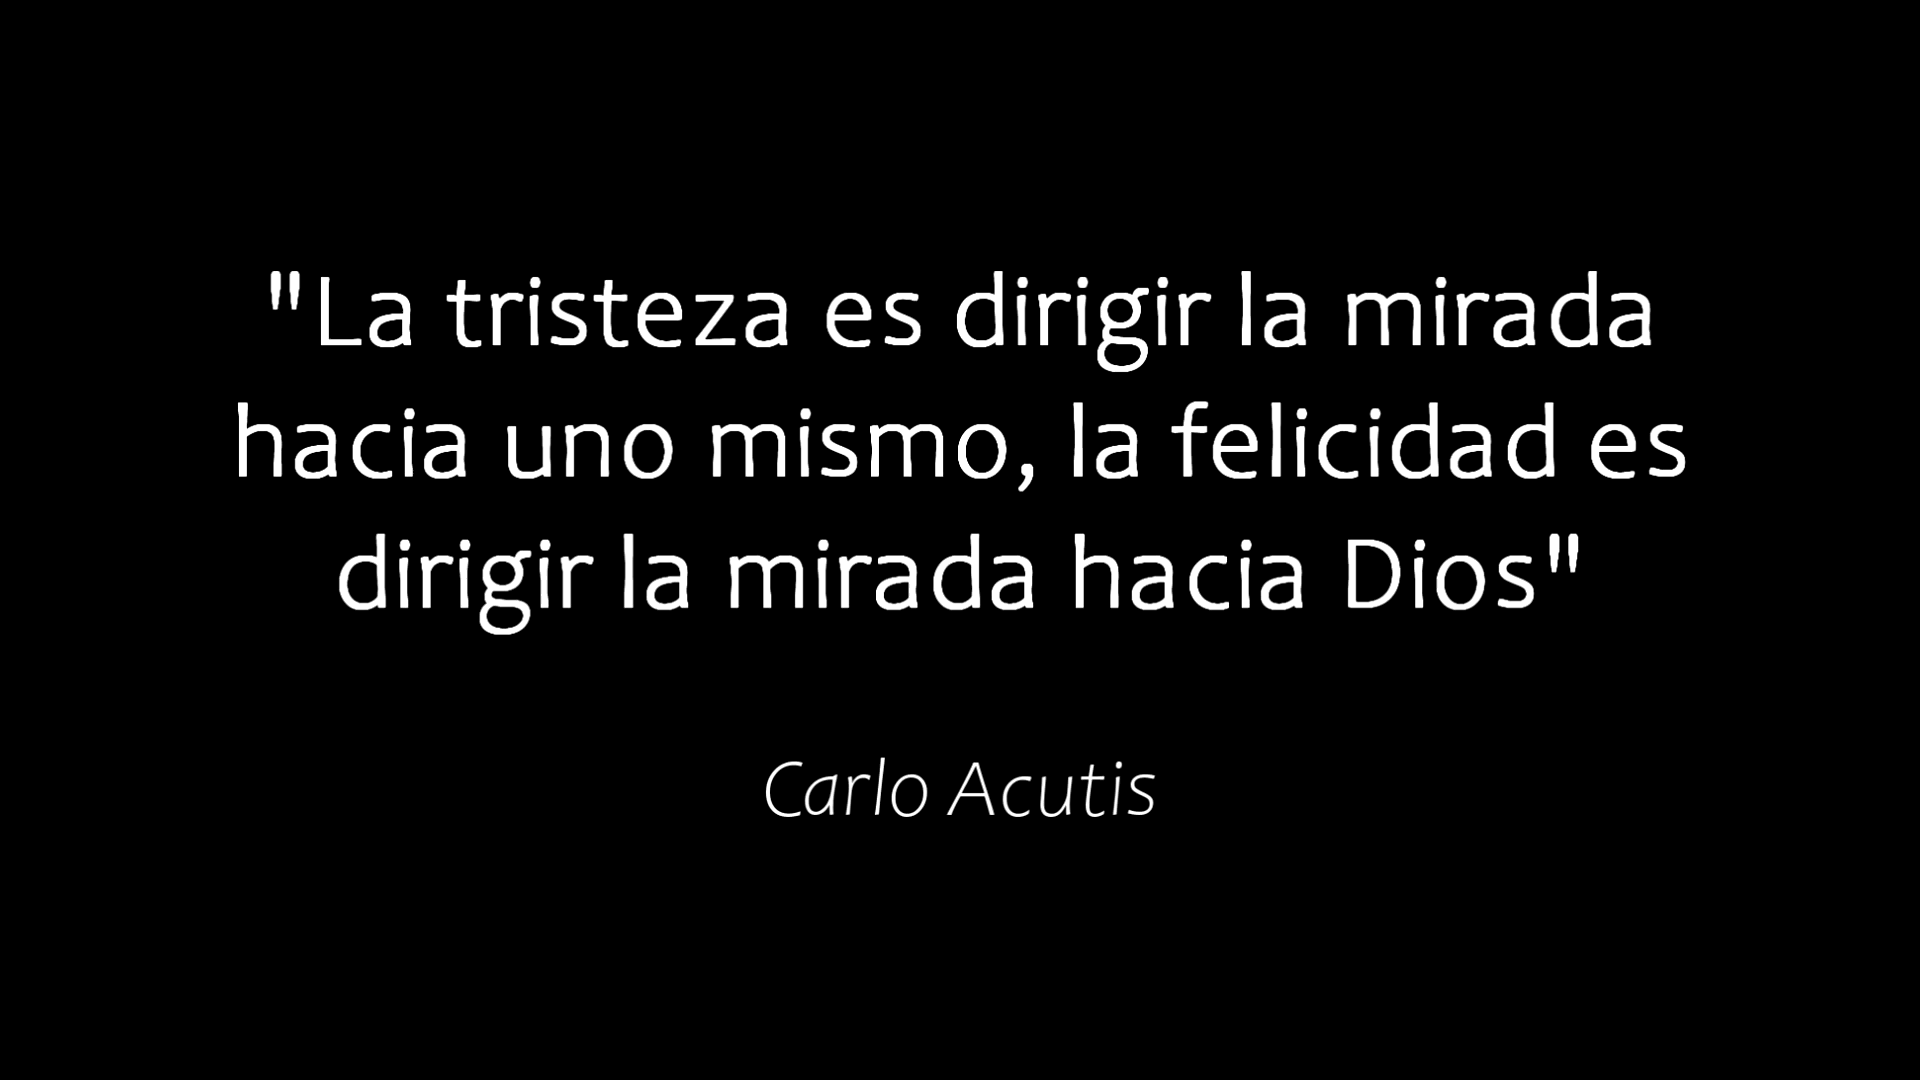 "La tristeza es dirigir la mirada
hacia uno mismo, la felicidad es
dirigir la mirada hacia Dios"
Carlo Acutis